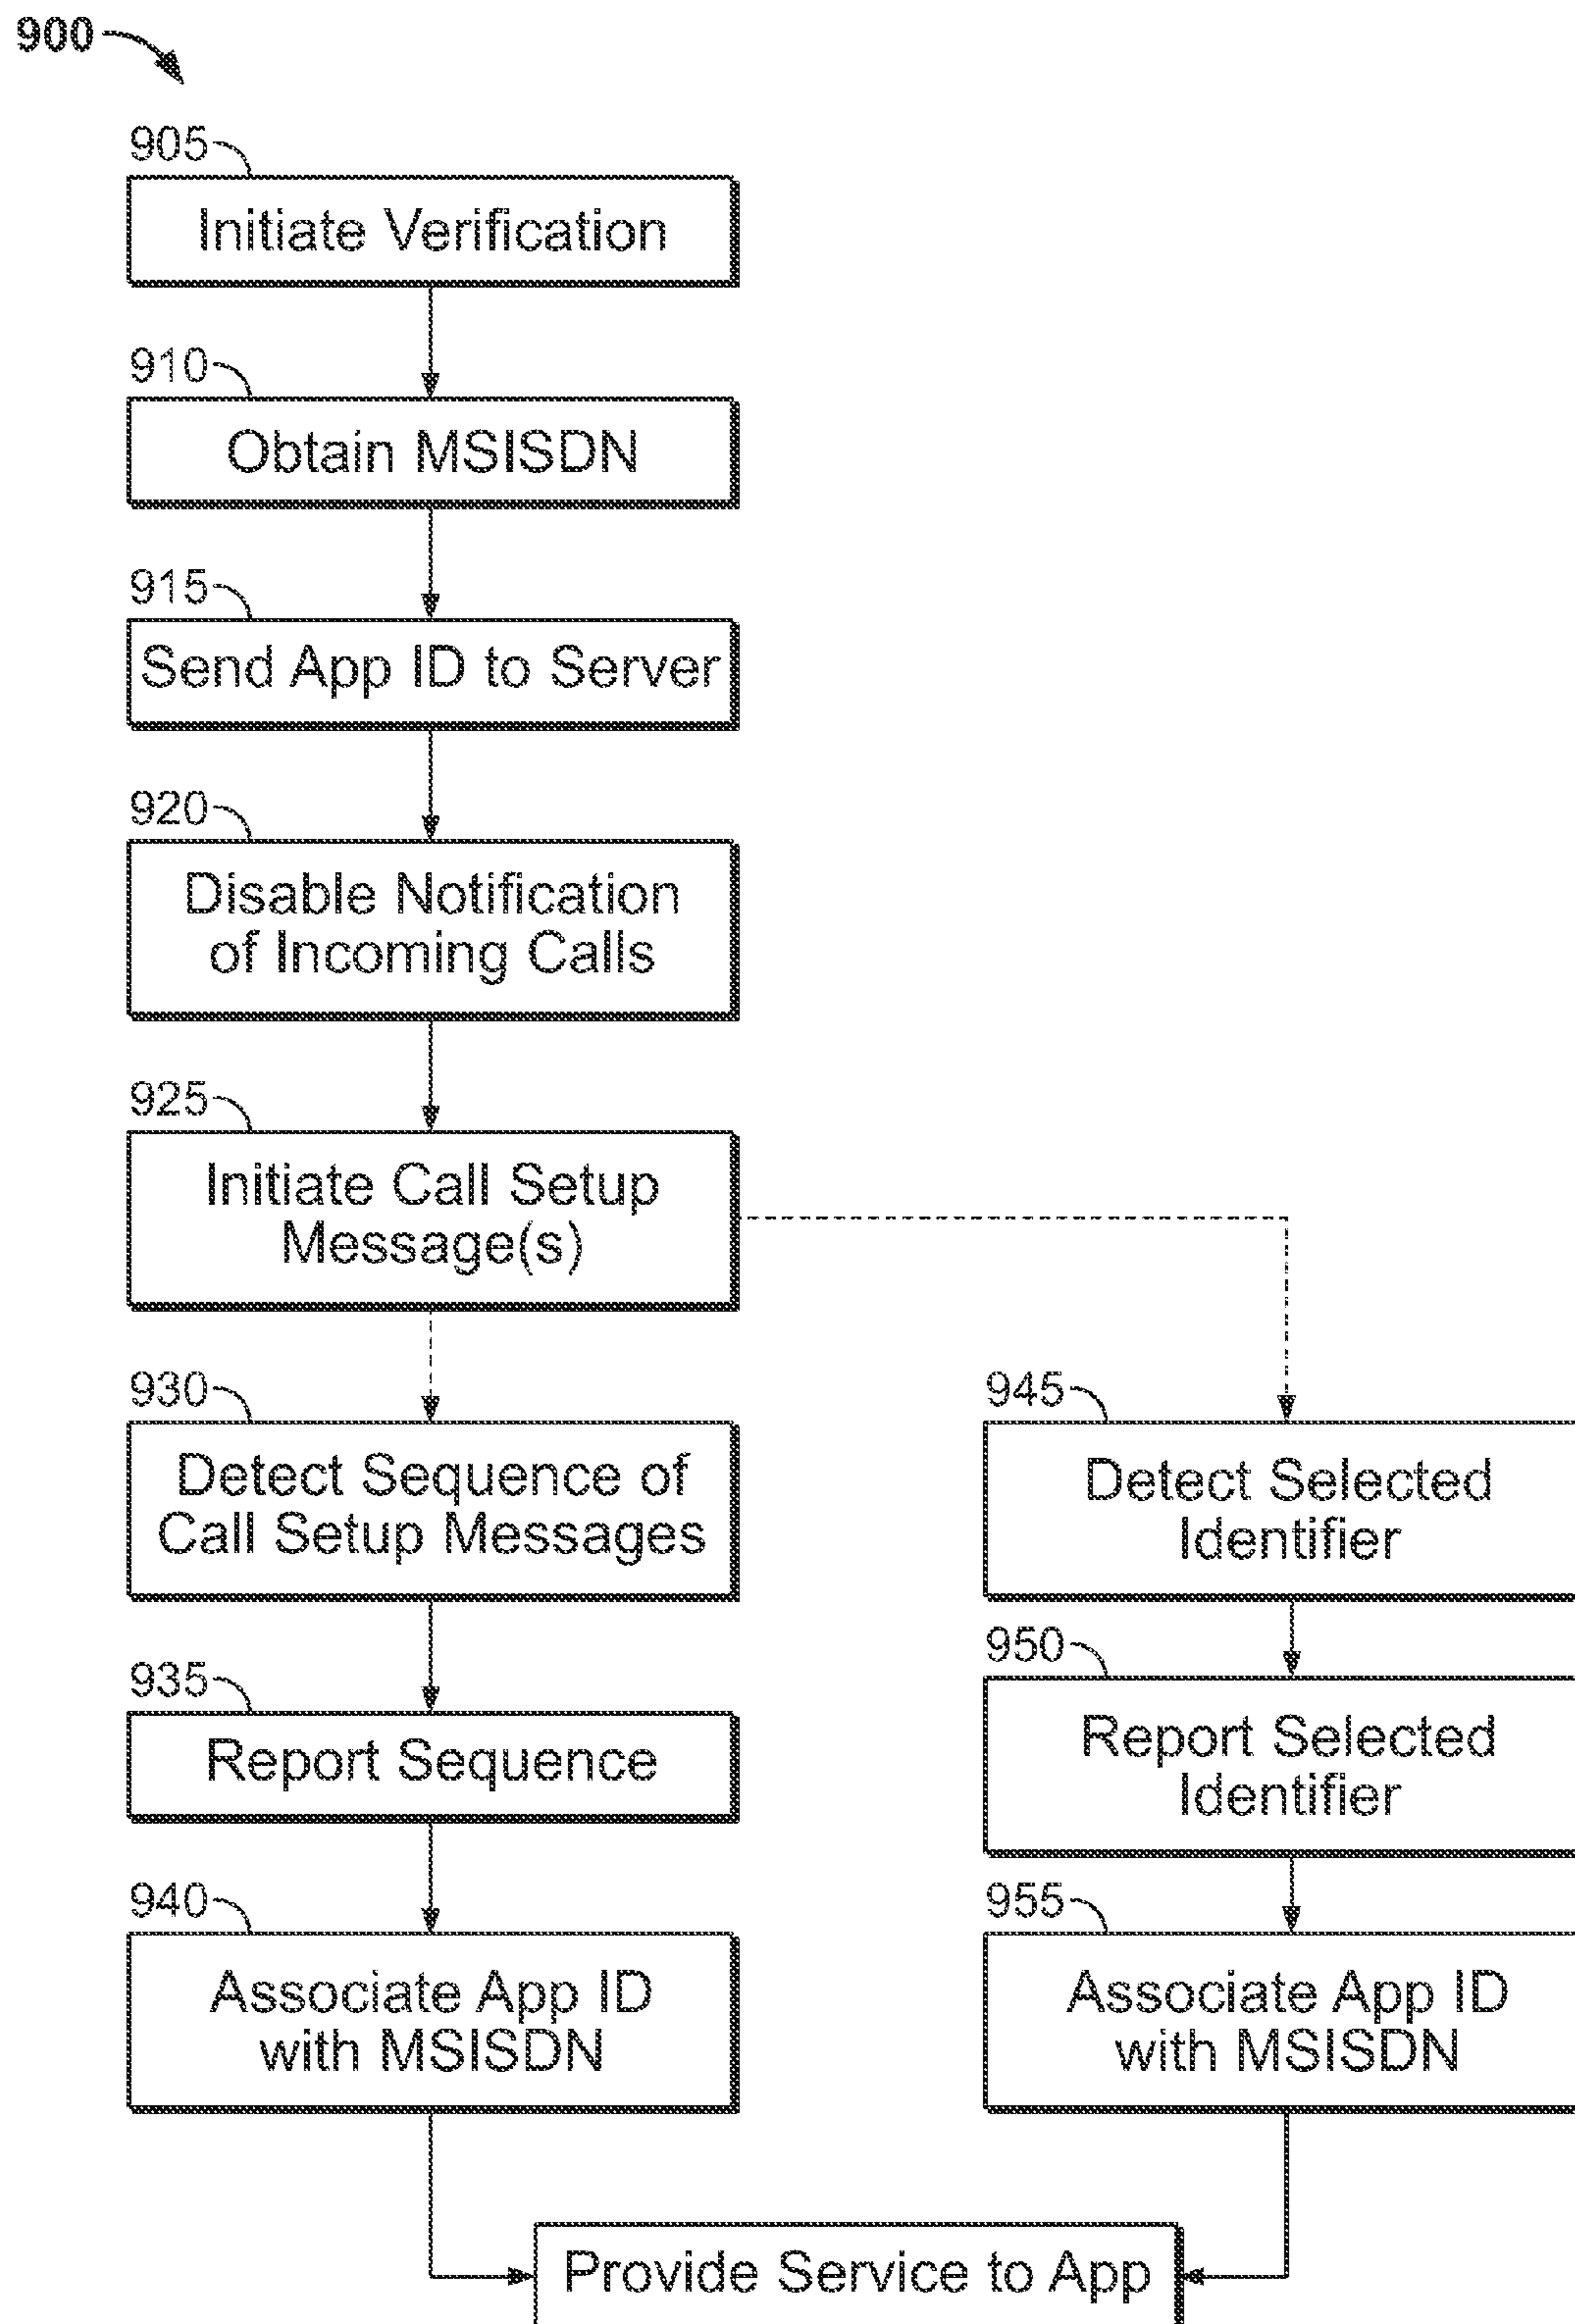 900
905
Initiate Verification
910
Obtain MSISDN
915
Send App ID to Server
920
Disable Notification
of Incoming Calls
925
Initiate Call Setup
Message(s)
930
Detect Sequence of
Call Setup Messages
935
Report Sequence
940
Associate App ID
with MSISDN
945
Detect Selected
Identifier
950
Report Selected
Identifier
955
Associate App ID
with MSISDN
Provide Service to App